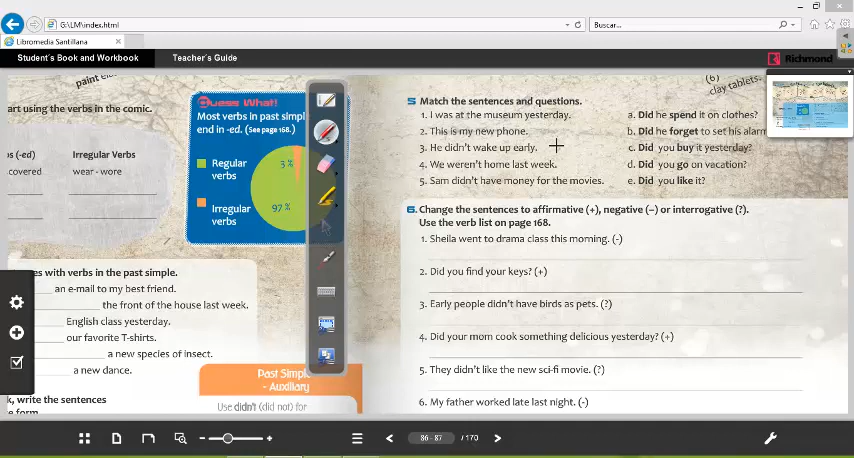 G:\LM\index.html
Buscar...
Libromedia Santillana
Student's Book and Workbook
Teacher's Guide
Richmond
paint
art using the verbs in the comic.
s (-ed)
Irregular Verbs
covered
wear - wore
Guess What!
Most verbs in past simpl
end in -ed. (See page 168.)
Regular
verbs
3 %
Irregular
verbs
97 %
es with verbs in the past simple.
an e-mail to my best friend.
the front of the house last week.
English class yesterday.
our favorite T-shirts.
a new species of insect.
a new dance.
k, write the sentences
e form.
Past Simple
- Auxiliary
Use didn't (did not) for
(6)
clay tablets.
5 Match the sentences and questions.
1. I was at the museum yesterday.
2. This is my new phone.
3. He didn't wake up early.
4. We weren't home last week.
5. Sam didn't have money for the movies.
a. Did he spend it on clothes?
b. Did he forget to set his alarm
c. Did you buy it yesterday?
d. Did you go on vacation?
e. Did you like it?
6. Change the sentences to affirmative (+), negative (–) or interrogative (?).
Use the verb list on page 168.
1. Sheila went to drama class this morning. (-)
2. Did you find your keys? (+)
3. Early people didn't have birds as pets. (?)
4. Did your mom cook something delicious yesterday? (+)
5. They didn't like the new sci-fi movie. (?)
6. My father worked late last night. (-)
86 - 87
/ 170